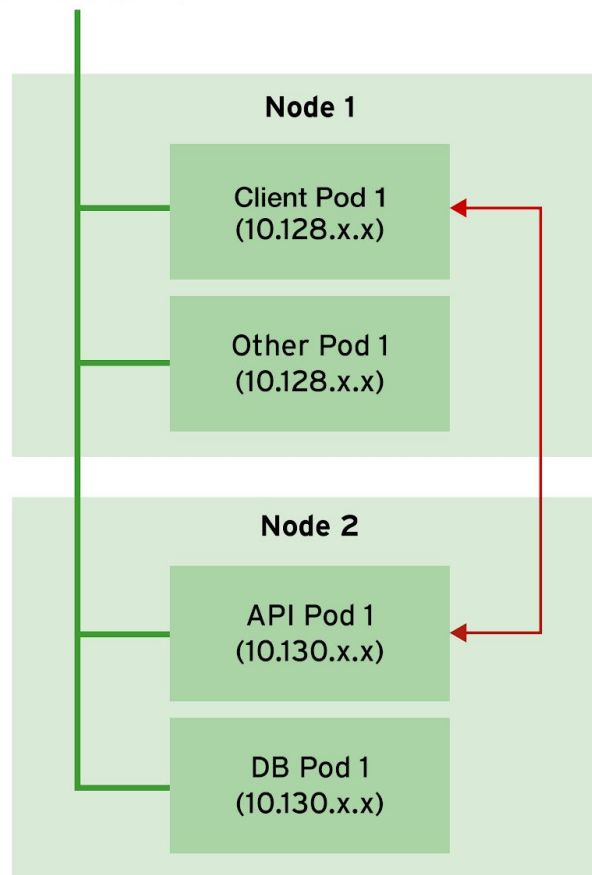 Node 1
Client Pod 1
(10.128.x.x)
Other Pod 1
(10.128.x.x)
Node 2
API Pod 1
(10.130.x.x)
DB Pod 1
(10.130.x.x)